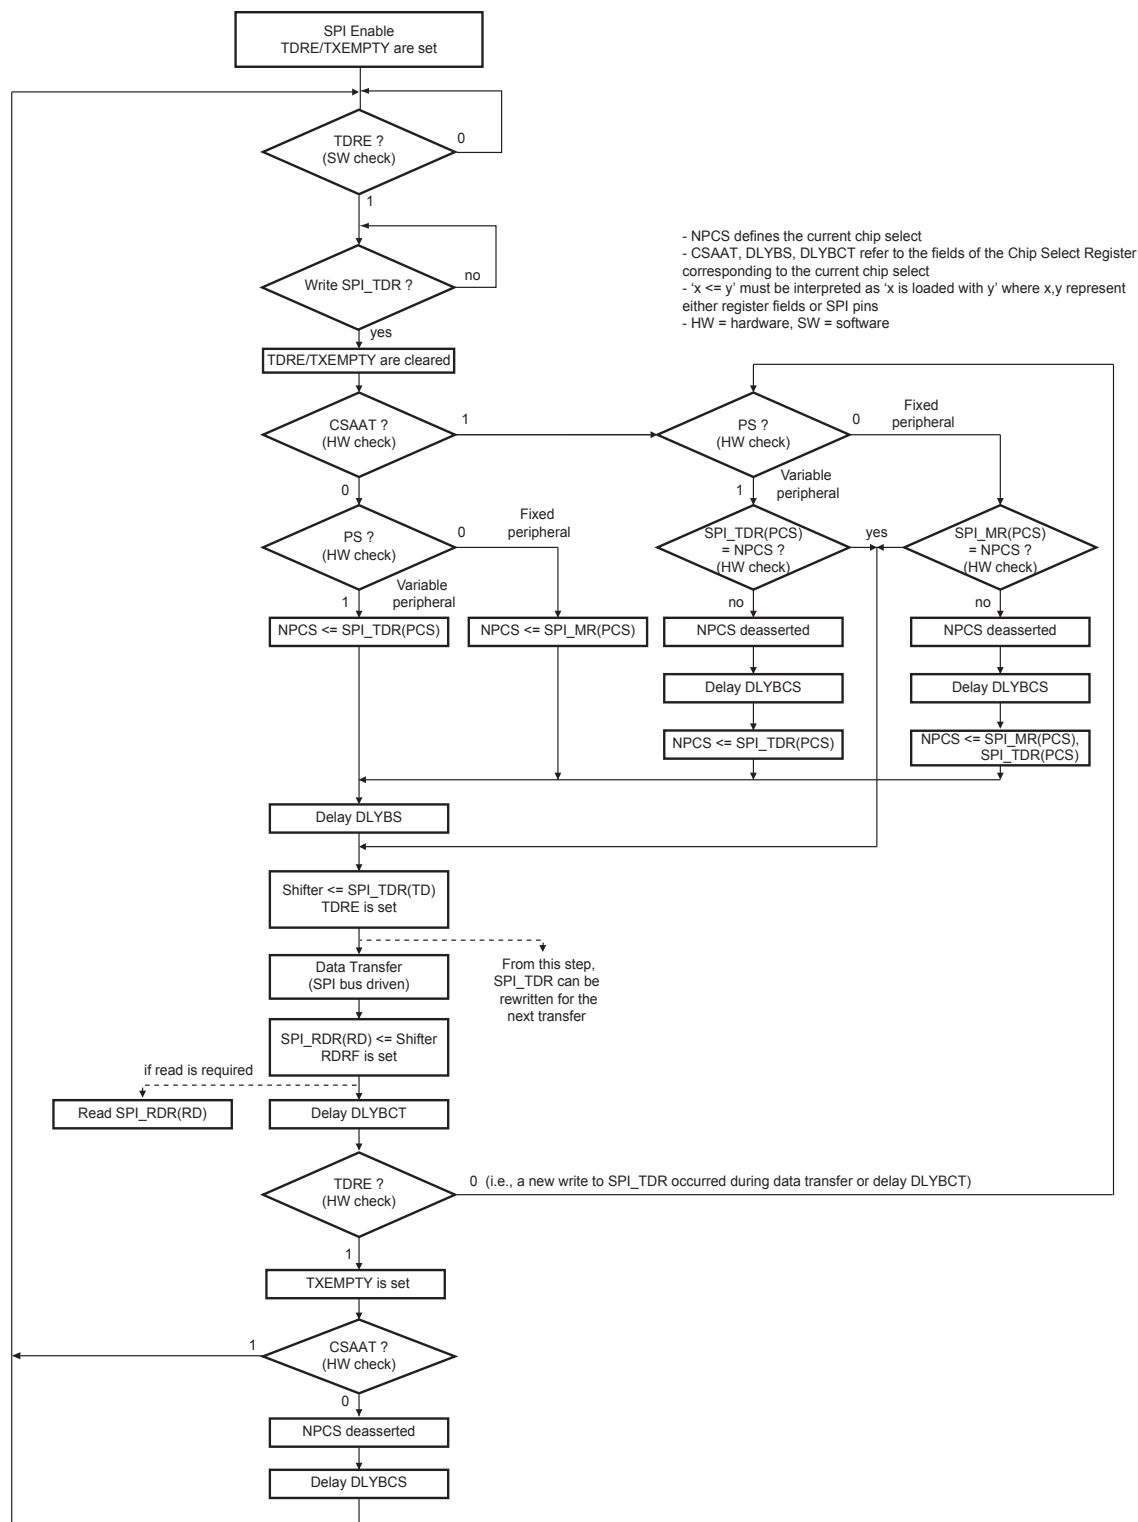 SPI Enable
TDRE/TXEMPTY are set
TDRE ?
(SW check)
0
1
Write SPI_TDR ?
no
yes
- NPCS defines the current chip select
- CSAAT, DLYBS, DLYBCT refer to the fields of the Chip Select Register
corresponding to the current chip select
- ‘x <= y’ must be interpreted as ‘x is loaded with y’ where x,y represent
either register fields or SPI pins
- HW = hardware, SW = software
TDRE/TXEMPTY are cleared
CSAAT ?
(HW check)
1
0
PS ?
(HW check)
0
Fixed
peripheral
1
Variable
peripheral
PS ?
(HW check)
0
Fixed
peripheral
1
Variable
peripheral
SPI_TDR(PCS)
= NPCS ?
(HW check)
yes
SPI_MR(PCS)
= NPCS ?
(HW check)
no
no
NPCS <= SPI_TDR(PCS)
NPCS <= SPI_MR(PCS)
NPCS deasserted
NPCS deasserted
Delay DLYBCS
Delay DLYBCS
NPCS <= SPI_TDR(PCS)
NPCS <= SPI_MR(PCS),
SPI_TDR(PCS)
Delay DLYBS
Shifter <= SPI_TDR(TD)
TDRE is set
Data Transfer
(SPI bus driven)
From this step,
SPI_TDR can be
rewritten for the
next transfer
SPI_RDR(RD) <= Shifter
RDRF is set
if read is required
Read SPI_RDR(RD)
Delay DLYBCT
TDRE ?
(HW check)
0 (i.e., a new write to SPI_TDR occurred during data transfer or delay DLYBCT)
1
TXEMPTY is set
CSAAT ?
(HW check)
1
0
NPCS deasserted
Delay DLYBCS